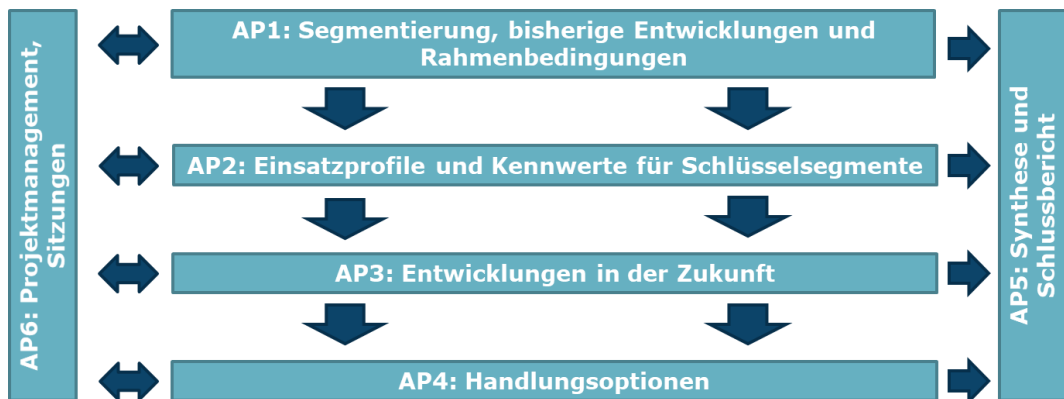 AP6: Projektmanagement,
Sitzungen
AP1: Segmentierung, bisherige Entwicklungen und
Rahmenbedingungen
AP2: Einsatzprofile und Kennwerte für Schlüsselsegmente
AP3: Entwicklungen in der Zukunft
AP4: Handlungsoptionen
AP5: Synthese und
Schlussbericht